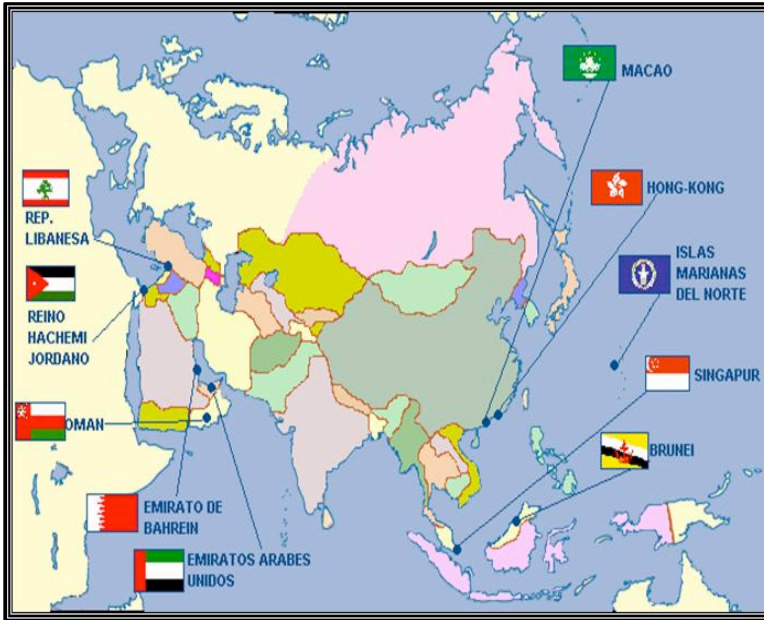 MACAO
HONG-KONG
REP.
LIBANESA
ISLAS
MARIANAS
DEL NORTE
REINO
HACHEMI
JORDANO
SINGAPUR
OMAN
BRUNEI
EMIRATO DE
BAHREIN
EMIRATOS ARABES
UNIDOS